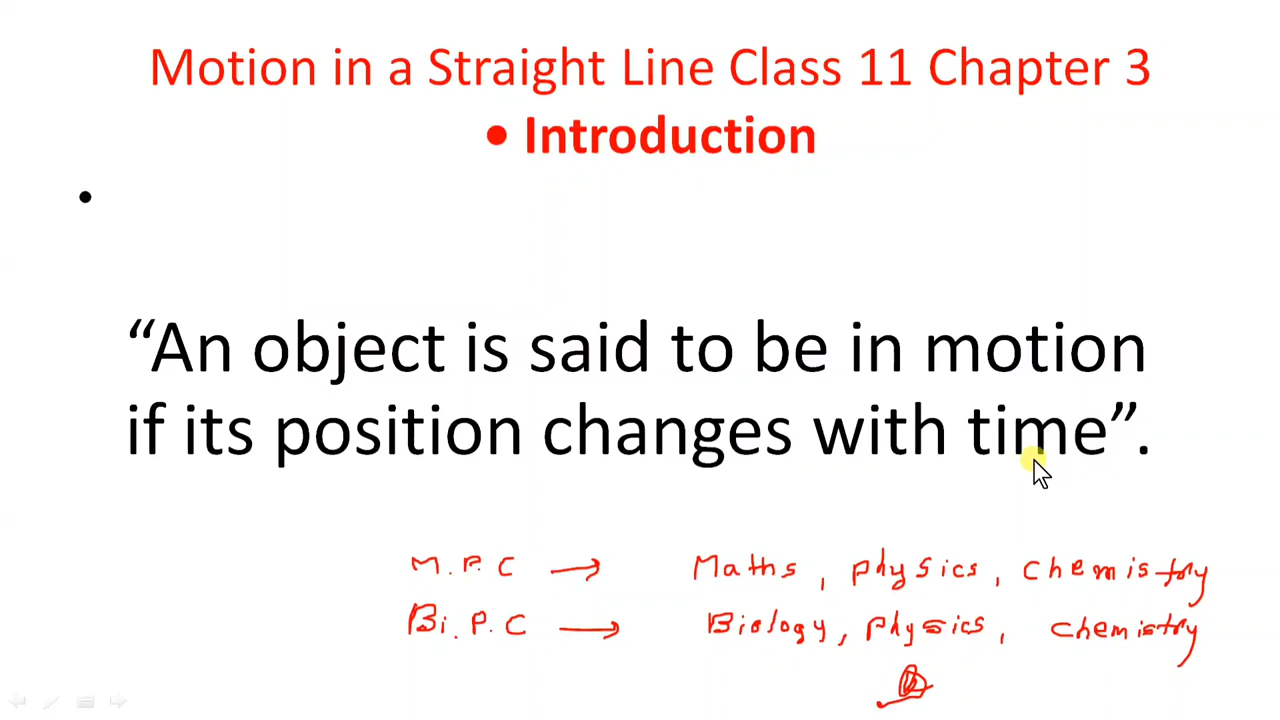 Motion in a Straight Line Class 11 Chapter 3
• Introduction
•
“An object is said to be in motion
if its position changes with time”.
M.P.C → Maths, physics, chemistry
Bi.P.C → Biology, physics, chemistry